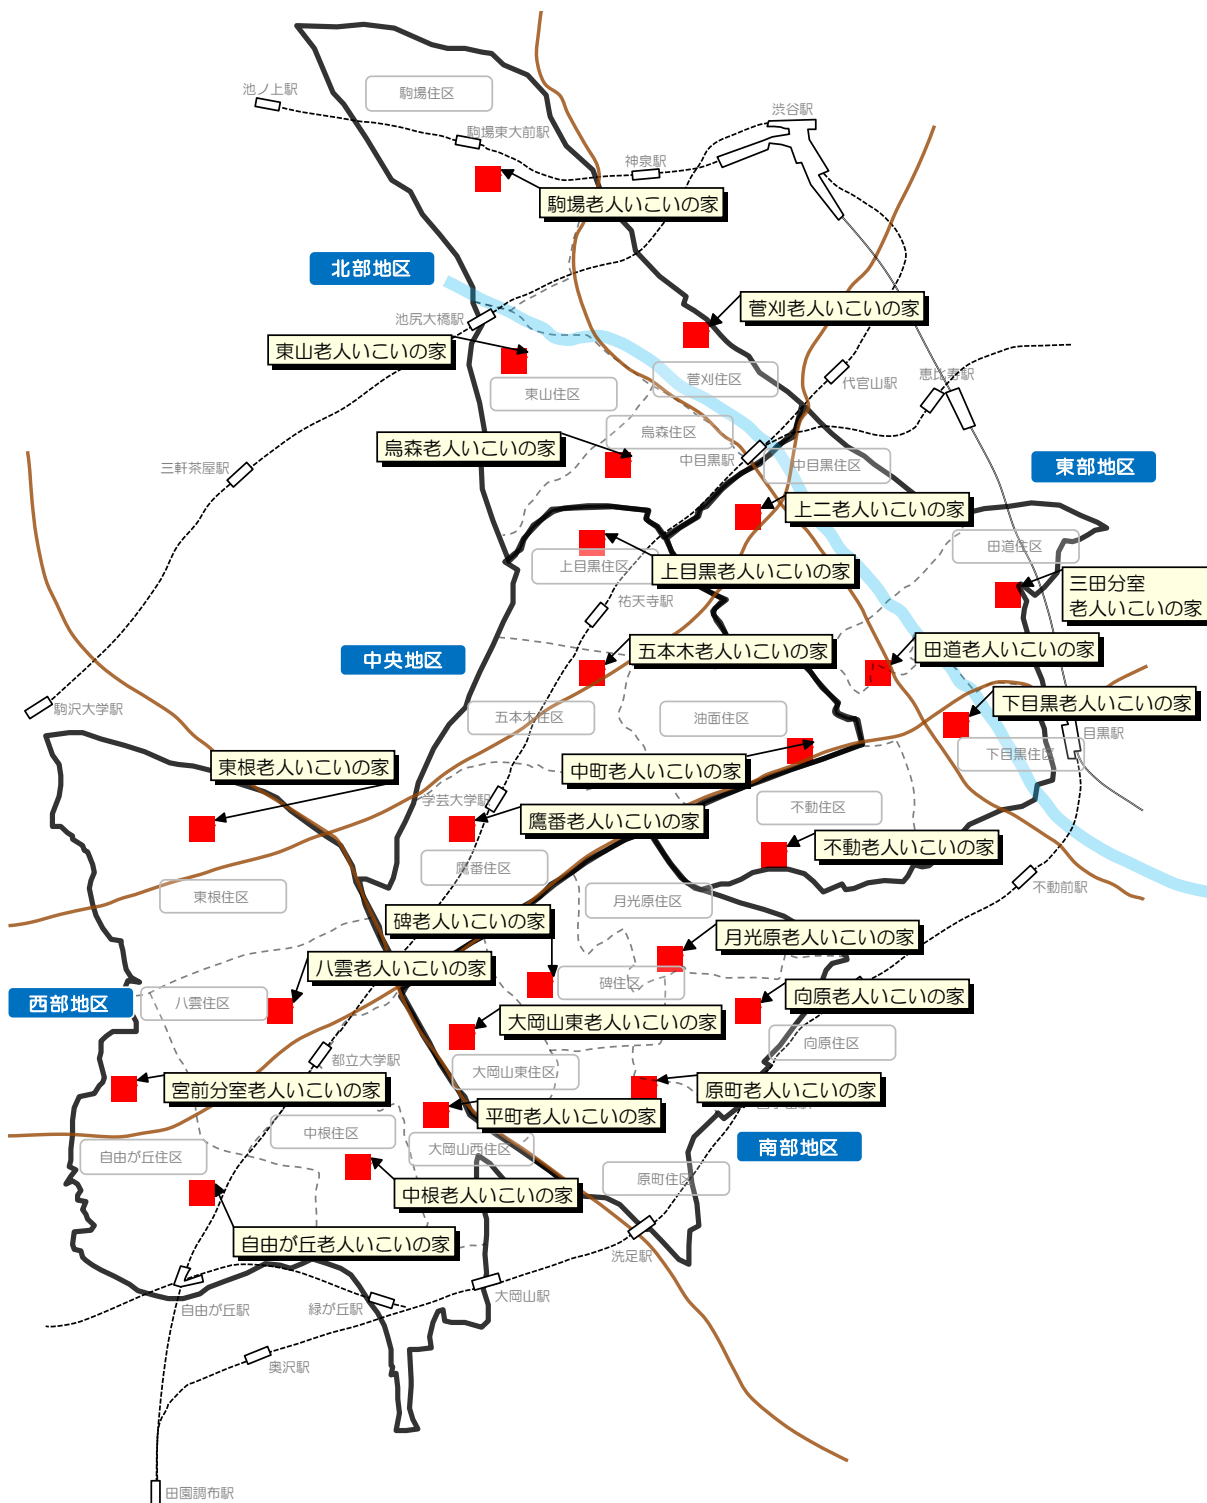 池ノ上駅
駒場住区
渋谷駅
駒場東大前駅
神泉駅
駒場老人いこいの家
北部地区
菅刈老人いこいの家
池尻大橋駅
東山老人いこいの家
菅刈住区
代官山駅
恵比寿駅
東山住区
烏森住区
烏森老人いこいの家
中目黒駅
中目黒住区
東部地区
三軒茶屋駅
上二老人いこいの家
田道住区
上目黒住区
上目黒老人いこいの家
三田分室
老人いこいの家
祐天寺駅
中央地区
五本木老人いこいの家
田道老人いこいの家
駒沢大学駅
五本木住区
油面住区
下目黒老人いこいの家
目黒駅
下目黒住区
東根老人いこいの家
中町老人いこいの家
学芸大学駅
不動住区
鷹番老人いこいの家
不動老人いこいの家
鷹番住区
東根住区
月光原住区
不動前駅
碑老人いこいの家
月光原老人いこいの家
八雲老人いこいの家
碑住区
西部地区
八雲住区
向原老人いこいの家
大岡山東老人いこいの家
向原住区
都立大学駅
大岡山東住区
宮前分室老人いこいの家
原町老人いこいの家
平町老人いこいの家
中根住区
南部地区
自由が丘住区
大岡山西住区
原町住区
中根老人いこいの家
自由が丘老人いこいの家
洗足駅
大岡山駅
自由が丘駅
緑が丘駅
奥沢駅
田園調布駅